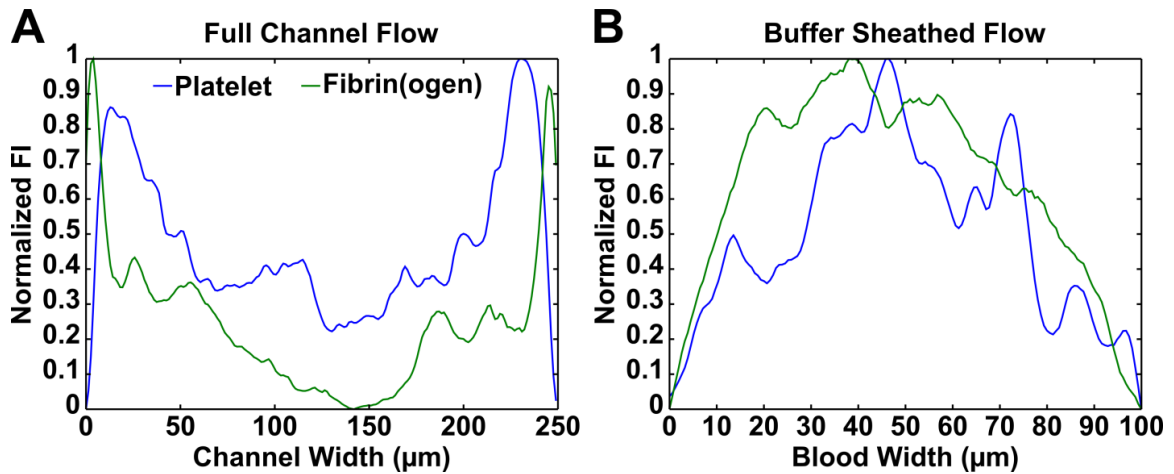 A
Full Channel Flow
Normalized FI
1
0.9
0.8
0.7
0.6
0.5
0.4
0.3
0.2
0.1
0
Platelet Fibrin(ogen)
0 50 100 150 200 250
Channel Width (µm)
B
Buffer Sheathed Flow
Normalized FI
1
0.9
0.8
0.7
0.6
0.5
0.4
0.3
0.2
0.1
0
0 10 20 30 40 50 60 70 80 90 100
Blood Width (µm)